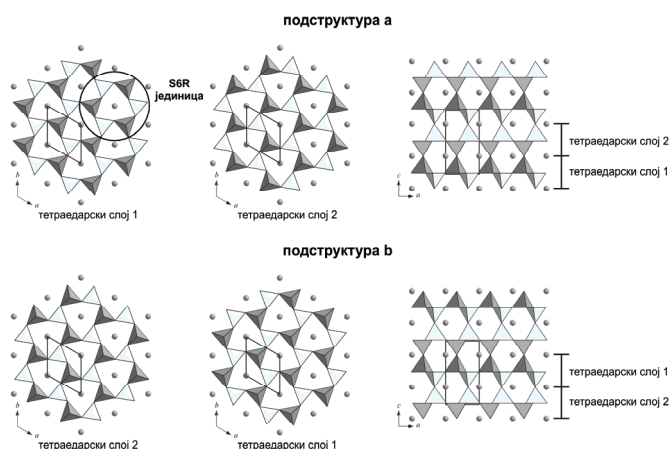 подструктура a
S6R
јединица
тетраедарски слој 2
тетраедарски слој 1
b
a
b
a
c
a
тетраедарски слој 1
тетраедарски слој 2
подструктура b
тетраедарски слој 1
тетраедарски слој 2
b
a
b
a
c
a
тетраедарски слој 2
тетраедарски слој 1